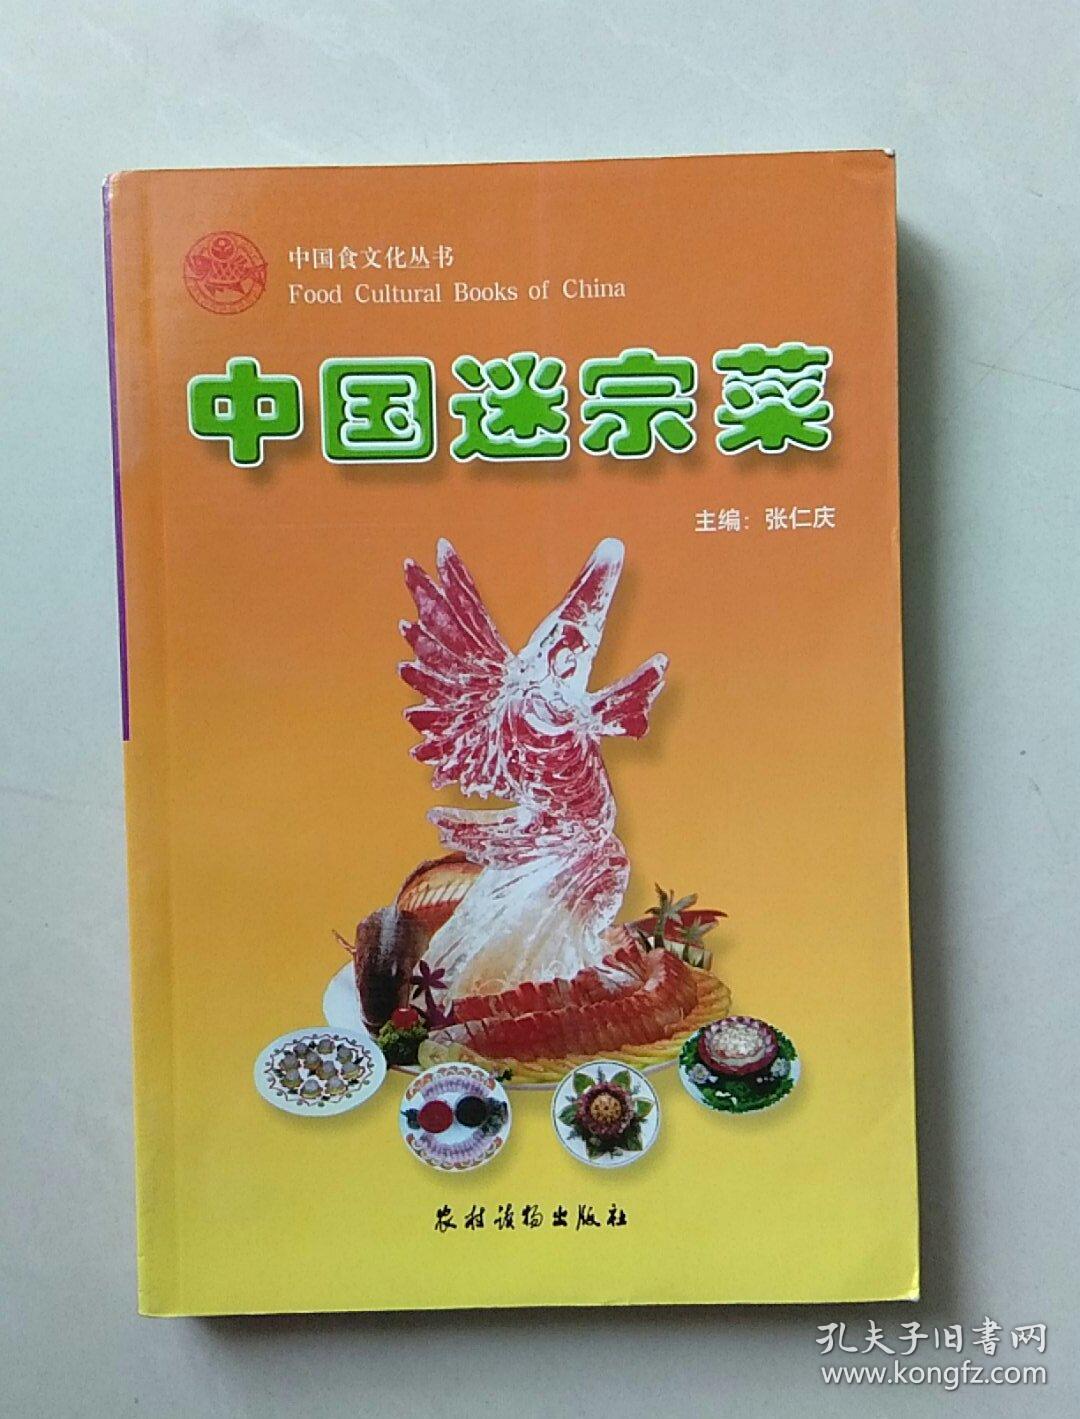 中国食文化丛书
Food Cultural Books of China
中国迷宗菜
主编：张仁庆
农村读物出版社
孔夫子旧書网
www.kongfz.com